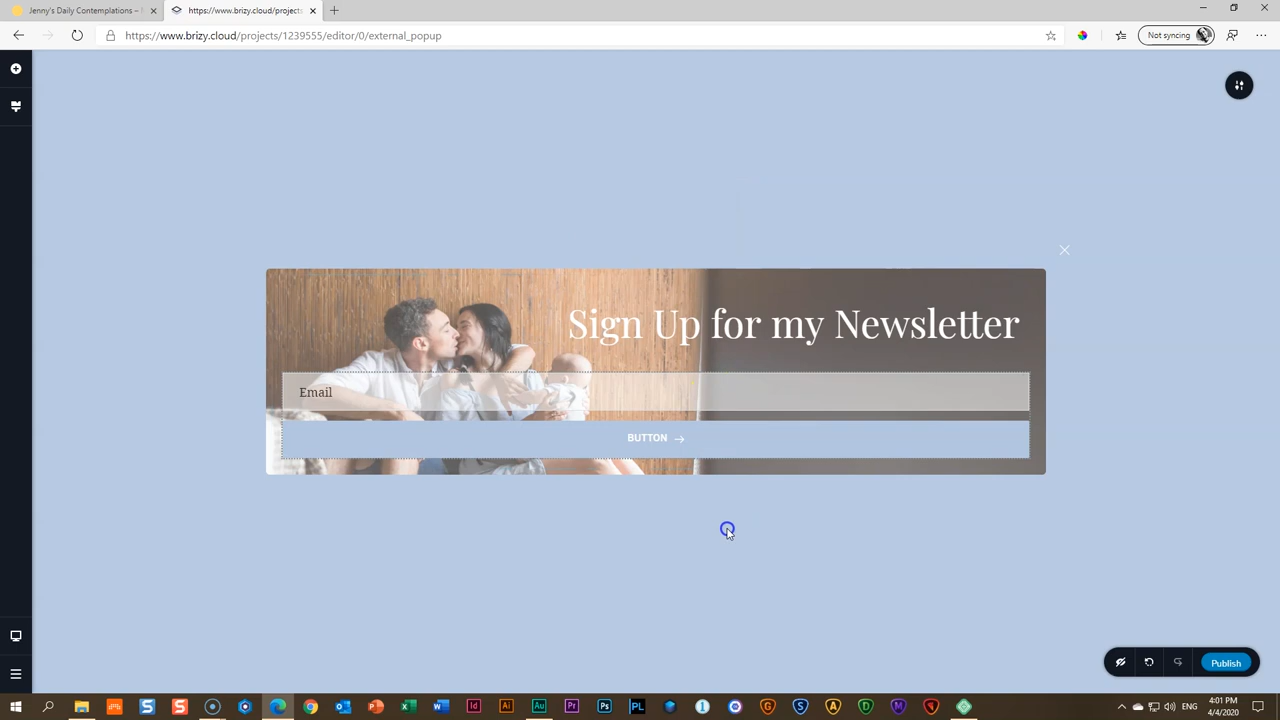 Jenny's Daily Contemplations –
https://www.brizy.cloud/projects
https://www.brizy.cloud/projects/1239555/editor/0/external_popup
Not syncing
Sign Up for my Newsletter
Email
BUTTON
Publish
ENG
4:01 PM
4/4/2020